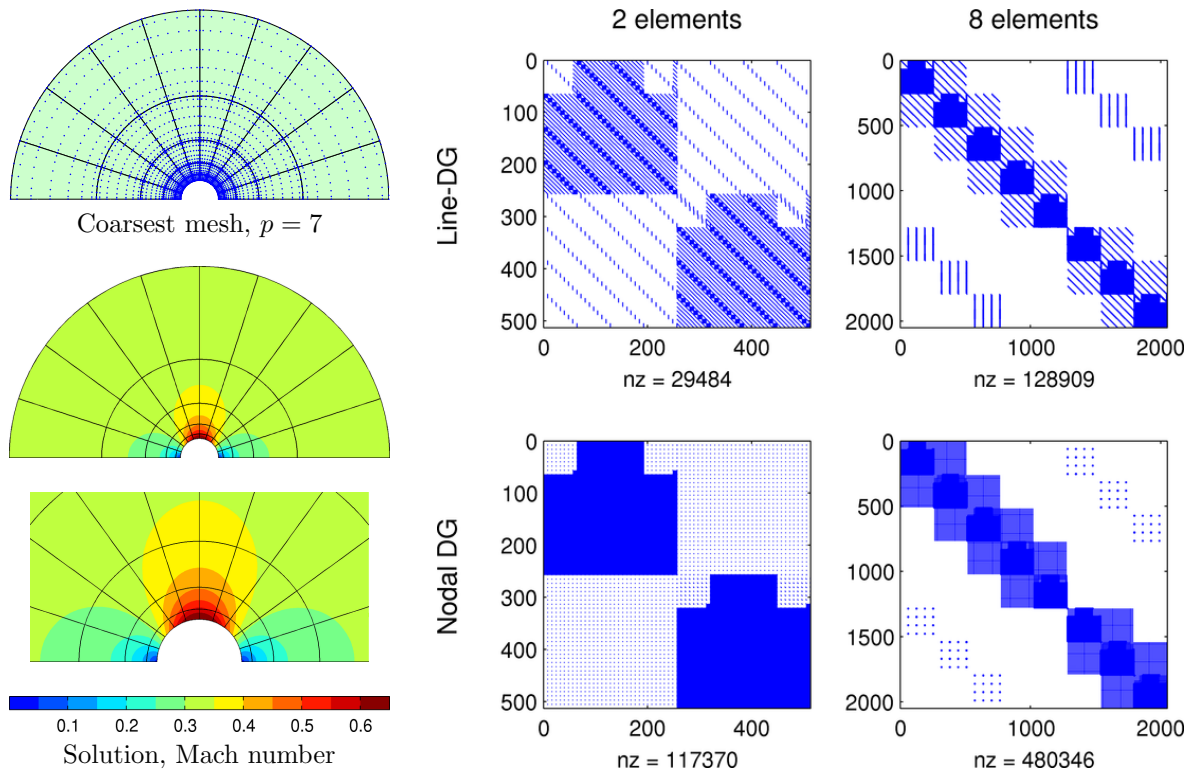 Coarsest mesh, p = 7
0.1 0.2 0.3 0.4 0.5 0.6
Solution, Mach number
2 elements
8 elements
Line-DG
0
100
200
300
400
500
0 200 400
nz = 29484
0
500
1000
1500
2000
0 1000 2000
nz = 128909
Nodal DG
0
100
200
300
400
500
0 200 400
nz = 117370
0
500
1000
1500
2000
0 1000 2000
nz = 480346